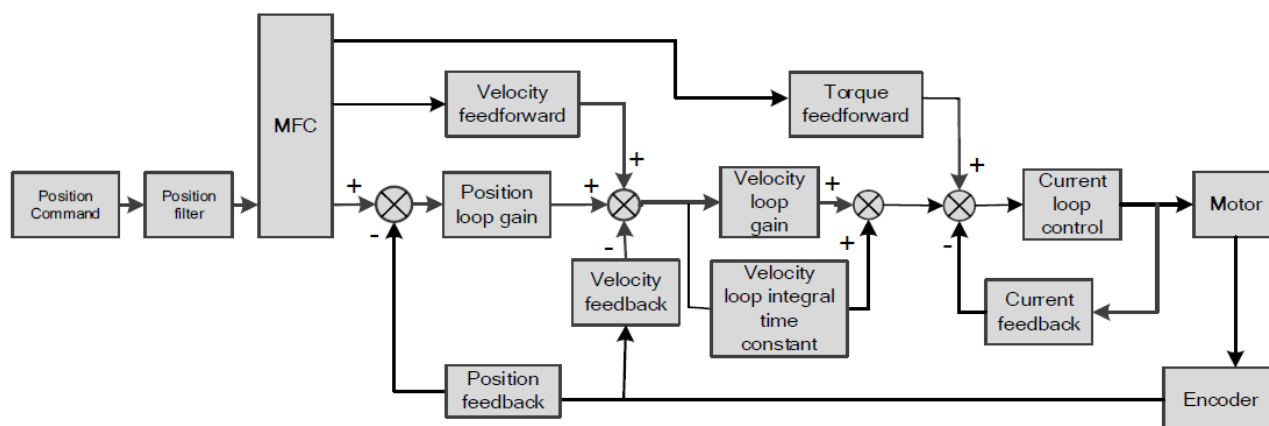 MFC
Velocity
feedforward
Torque
feedforward
+
+
Position
Command
Position
filter
+
-
Position
loop gain
+
-
Velocity
loop
gain
+
+
-
Current
loop
control
Motor
Velocity
feedback
Velocity
loop integral
time
constant
Current
feedback
Position
feedback
Encoder